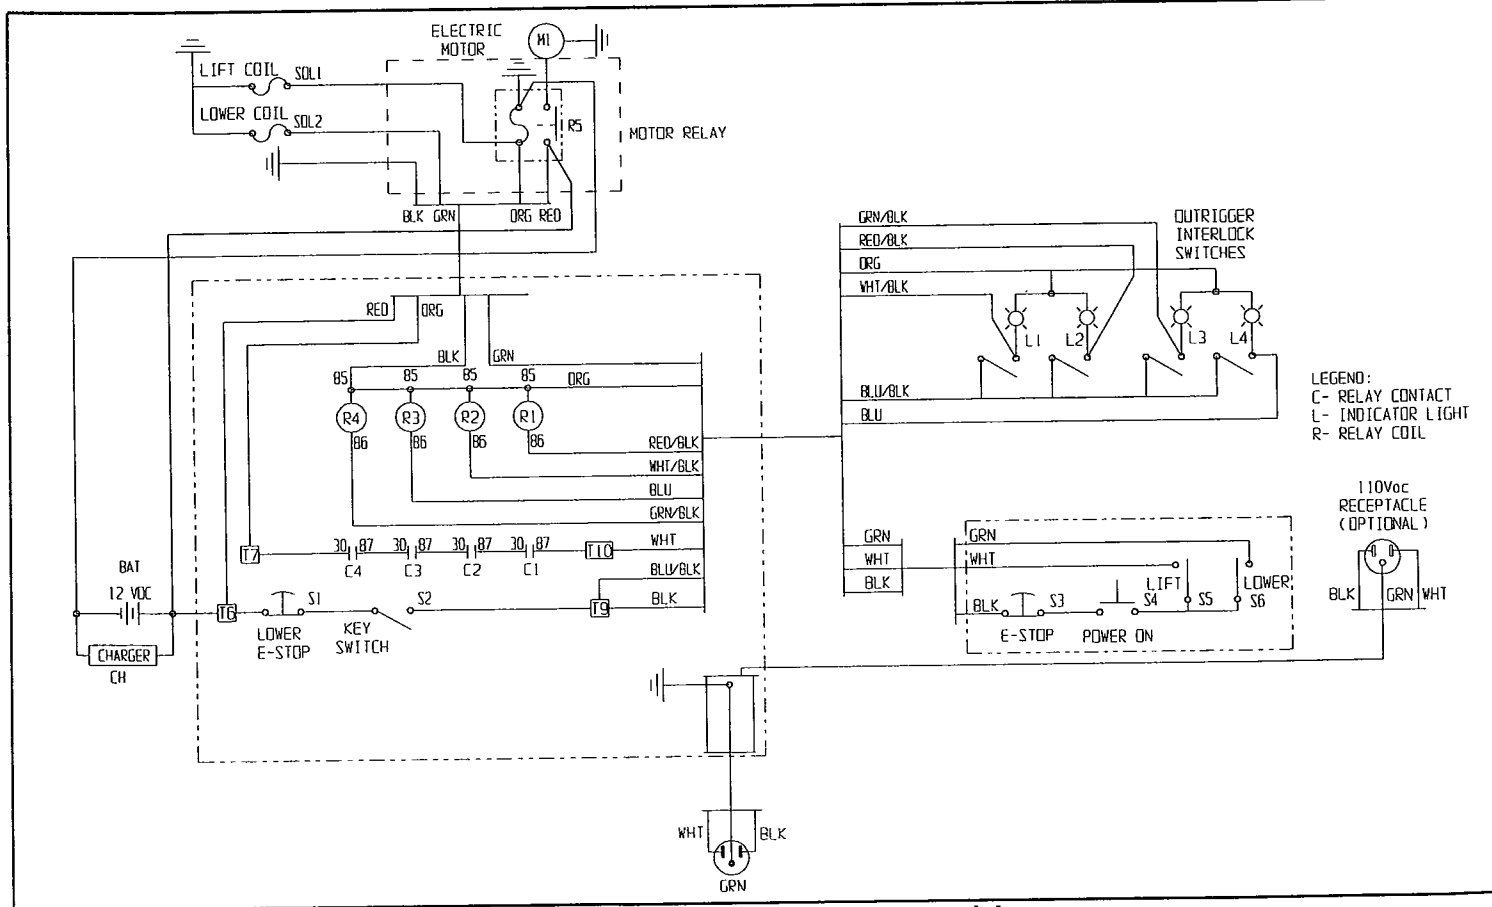 ELECTRIC
MOTOR
M1
LIFT COIL SOL1
LOWER COIL SOL2
R5
MOTOR RELAY
BLK GRN ORG RED
GRN/BLK
RED/BLK
ORG
WHT/BLK
OUTRIGGER
INTERLOCK
SWITCHES
L1 L2 L3 L4
BLU/BLK
BLU
LEGEND:
C- RELAY CONTACT
L- INDICATOR LIGHT
R- RELAY COIL
RED ORG
BLK GRN
85 85 85 85 ORG
R4 R3 R2 R1
86 86 86 86
RED/BLK
WHT/BLK
BLU
GRN/BLK
T7 30 87 30 87 30 87 30 87 T10 WHT
C4 C3 C2 C1
BLU/BLK
BAT
12 VDC
T6 S1 S2 T9 BLK
LOWER
E-STOP
KEY
SWITCH
CHARGER
CH
GRN
WHT
BLK
GRN
WHT
LIFT LOWER
BLK S3 S4 S5 S6
E-STOP POWER ON
110Vac
RECEPTACLE
(OPTIONAL)
BLK GRN WHT
WHT BLK
GRN